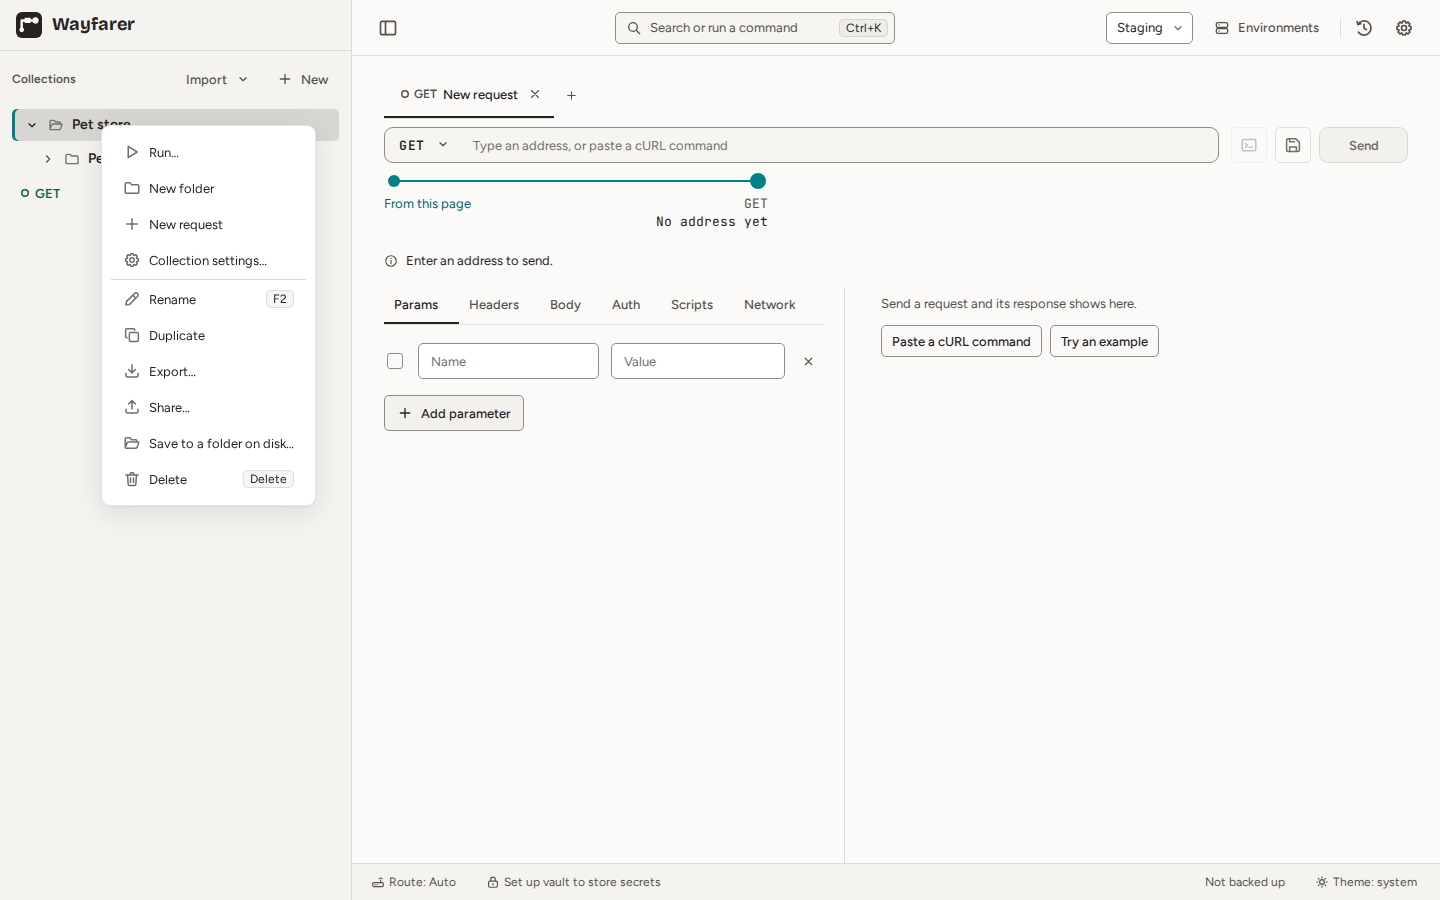 Wayfarer
Search or run a command
Ctrl+K
Staging
Environments
Collections
Import
New
Pet store
Run...
New folder
New request
Collection settings...
Rename
F2
Duplicate
Export...
Share...
Save to a folder on disk...
Delete
Delete
GET
GET New request
GET
Type an address, or paste a cURL command
Send
From this page
GET
No address yet
Enter an address to send.
Params
Headers
Body
Auth
Scripts
Network
Name
Value
Add parameter
Send a request and its response shows here.
Paste a cURL command
Try an example
Route: Auto
Set up vault to store secrets
Not backed up
Theme: system